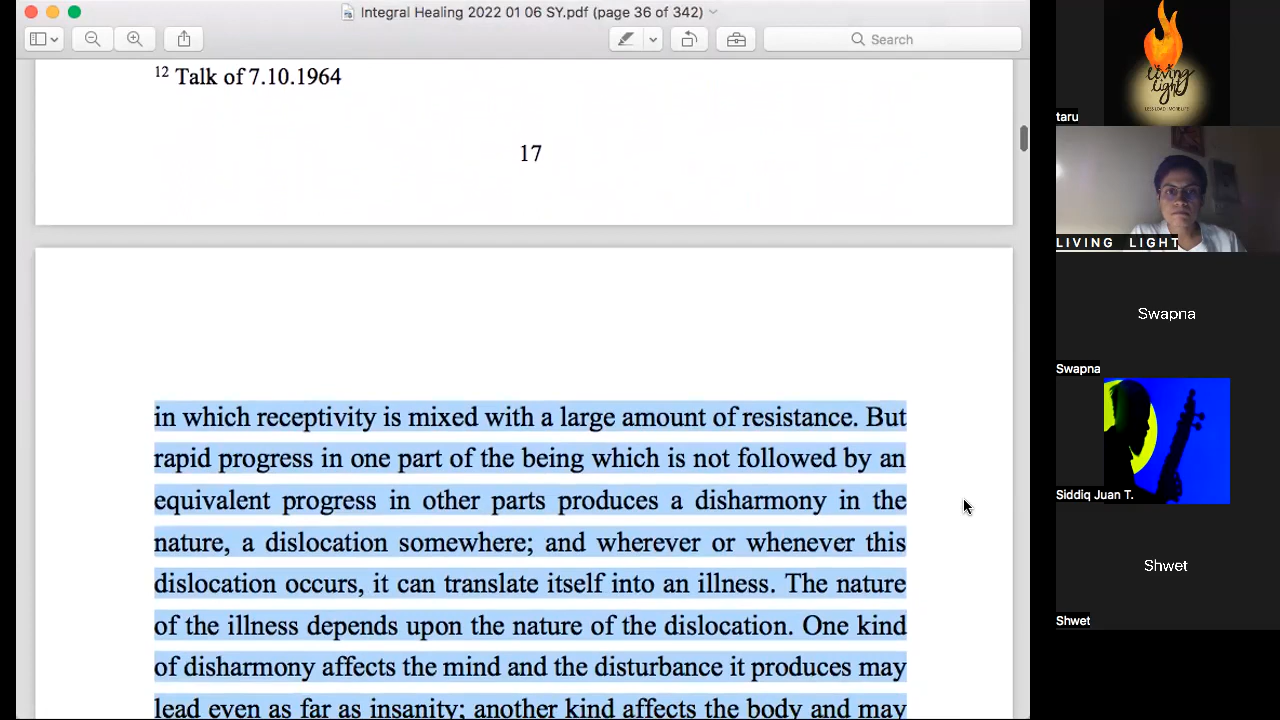 Integral Healing 2022 01 06 SY.pdf (page 36 of 342)
Search
12 Talk of 7.10.1964
17
in which receptivity is mixed with a large amount of resistance. But
rapid progress in one part of the being which is not followed by an
equivalent progress in other parts produces a disharmony in the
nature, a dislocation somewhere; and wherever or whenever this
dislocation occurs, it can translate itself into an illness. The nature
of the illness depends upon the nature of the dislocation. One kind
of disharmony affects the mind and the disturbance it produces may
lead even as far as insanity; another kind affects the body and may
living
light
taru
LIVING LIGHT
Swapna
Swapna
Siddiq Juan T.
Shwet
Shwet